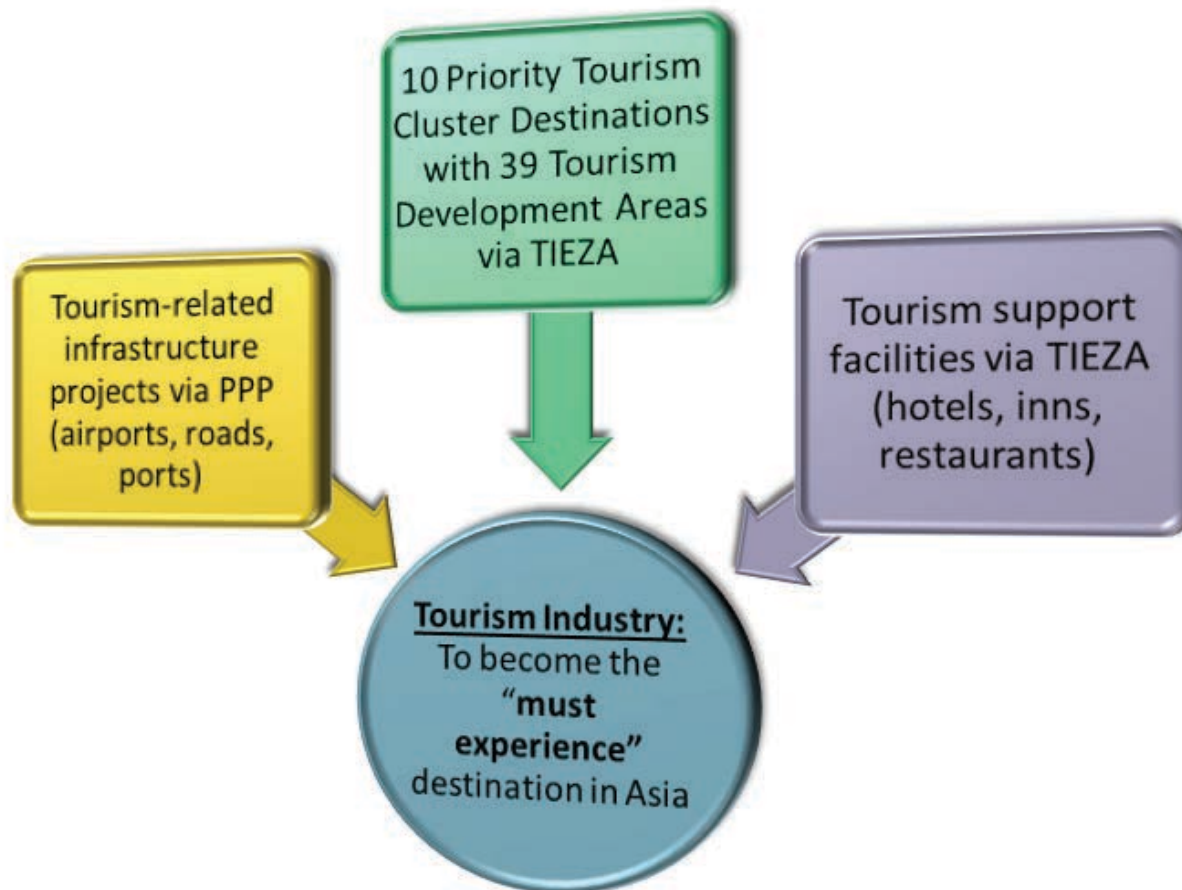 10 Priority Tourism
Cluster Destinations
with 39 Tourism
Development Areas
via TIEZA
Tourism-related
infrastructure
projects via PPP
(airports, roads,
ports)
Tourism support
facilities via TIEZA
(hotels, inns,
restaurants)
Tourism Industry:
To become the
“must
experience”
destination in Asia